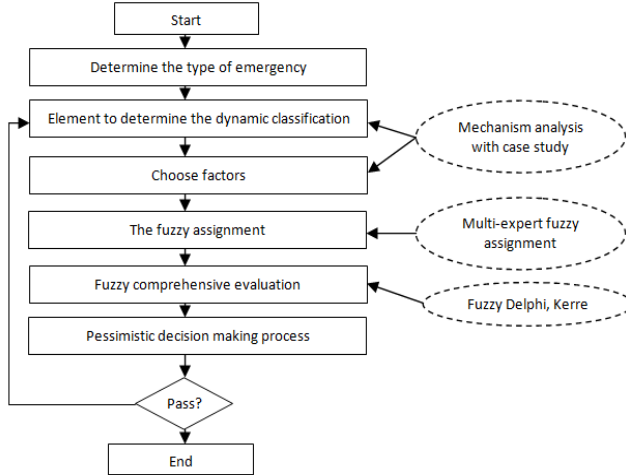 Start
Determine the type of emergency
Element to determine the dynamic classification
Mechanism analysis
with case study
Choose factors
The fuzzy assignment
Multi-expert fuzzy
assignment
Fuzzy comprehensive evaluation
Fuzzy Delphi, Kerre
Pessimistic decision making process
Pass?
End